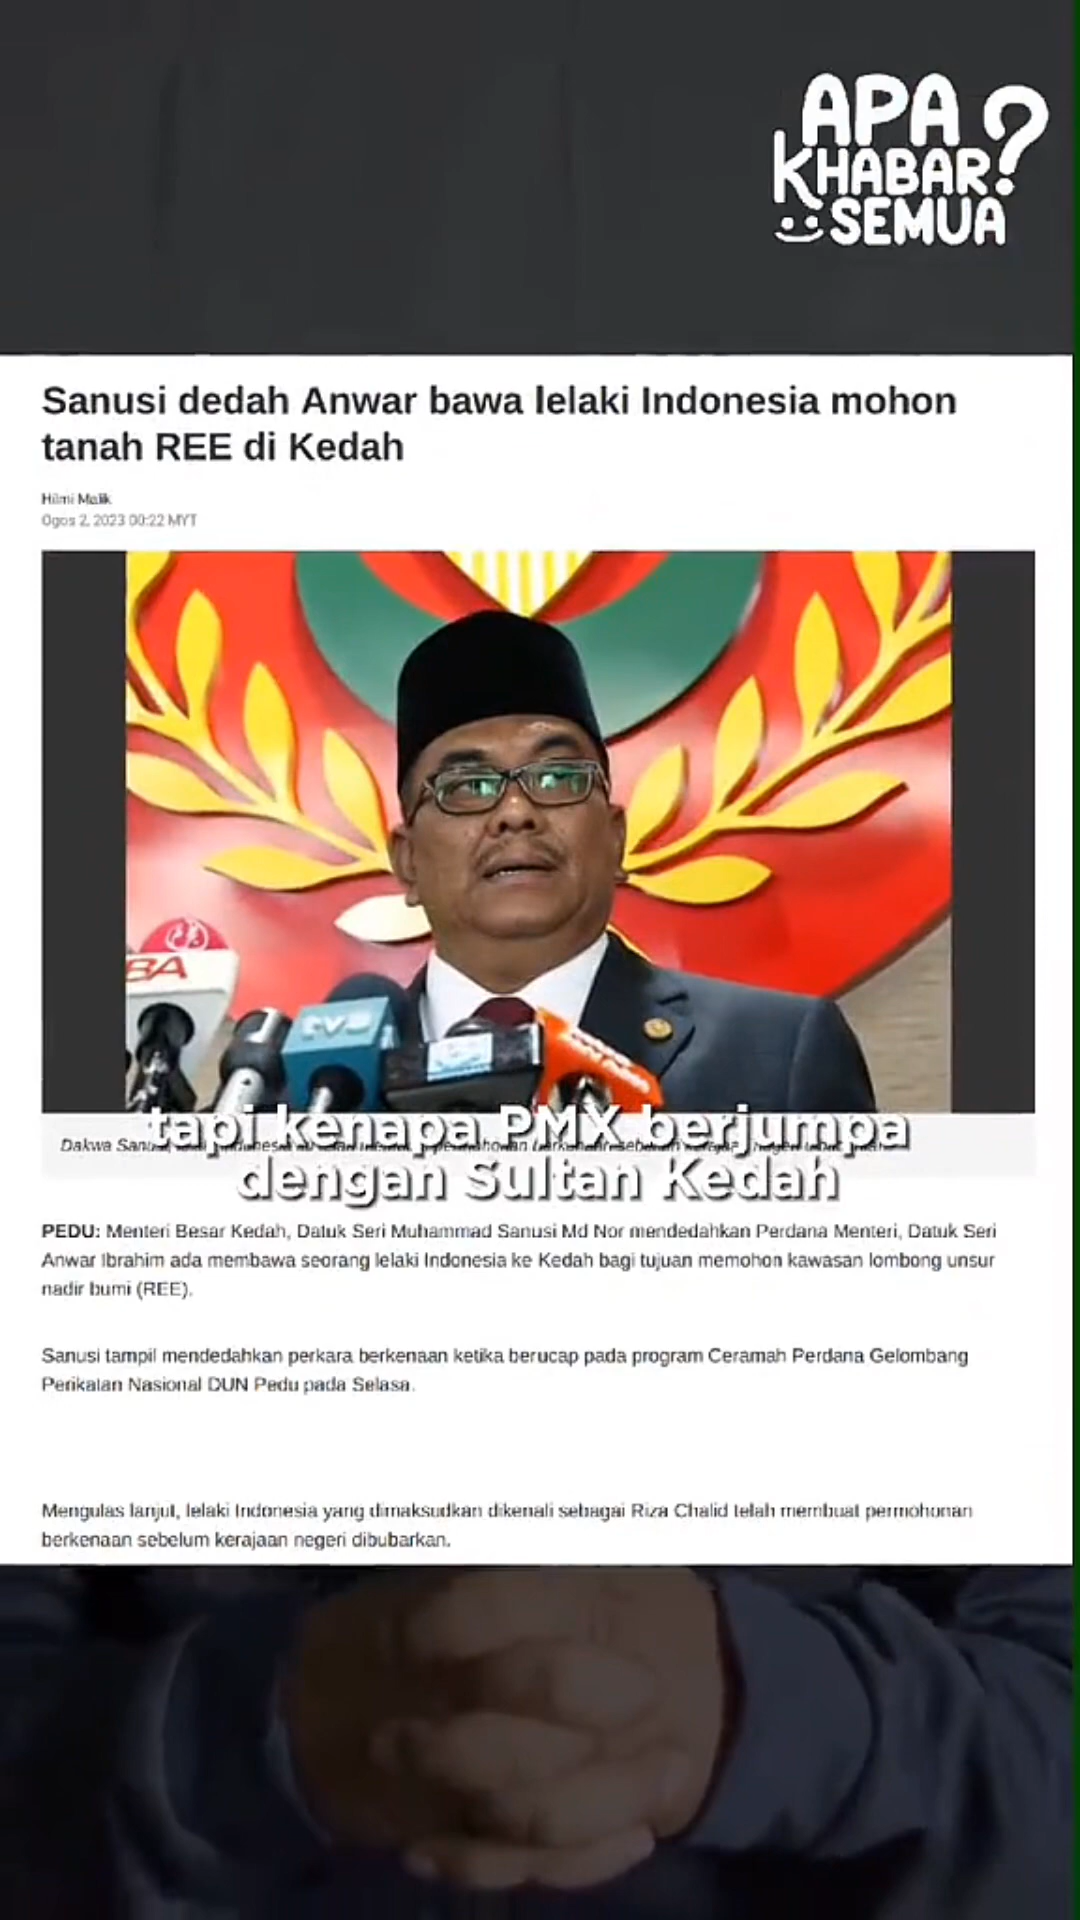 APA
KHABAR?
SEMUA
Sanusi dedah Anwar bawa lelaki Indonesia mohon
tanah REE di Kedah
Hilmi Malik
Ogos 2, 2023 00:22 MYT
BA
tv3
tapi kenapa PMX berjumpa
Dakwa
dengan Sultan Kedah
PEDU: Menteri Besar Kedah, Datuk Seri Muhammad Sanusi Md Nor mendedahkan Perdana Menteri, Datuk Seri
Anwar Ibrahim ada membawa seorang lelaki Indonesia ke Kedah bagi tujuan memohon kawasan lombong unsur
nadir bumi (REE).
Sanusi tampil mendedahkan perkara berkenaan ketika berucap pada program Ceramah Perdana Gelombang
Perikatan Nasional DUN Pedu pada Selasa.
Mengulas lanjut, lelaki Indonesia yang dimaksudkan dikenali sebagai Riza Chalid telah membuat permohonan
berkenaan sebelum kerajaan negeri dibubarkan.